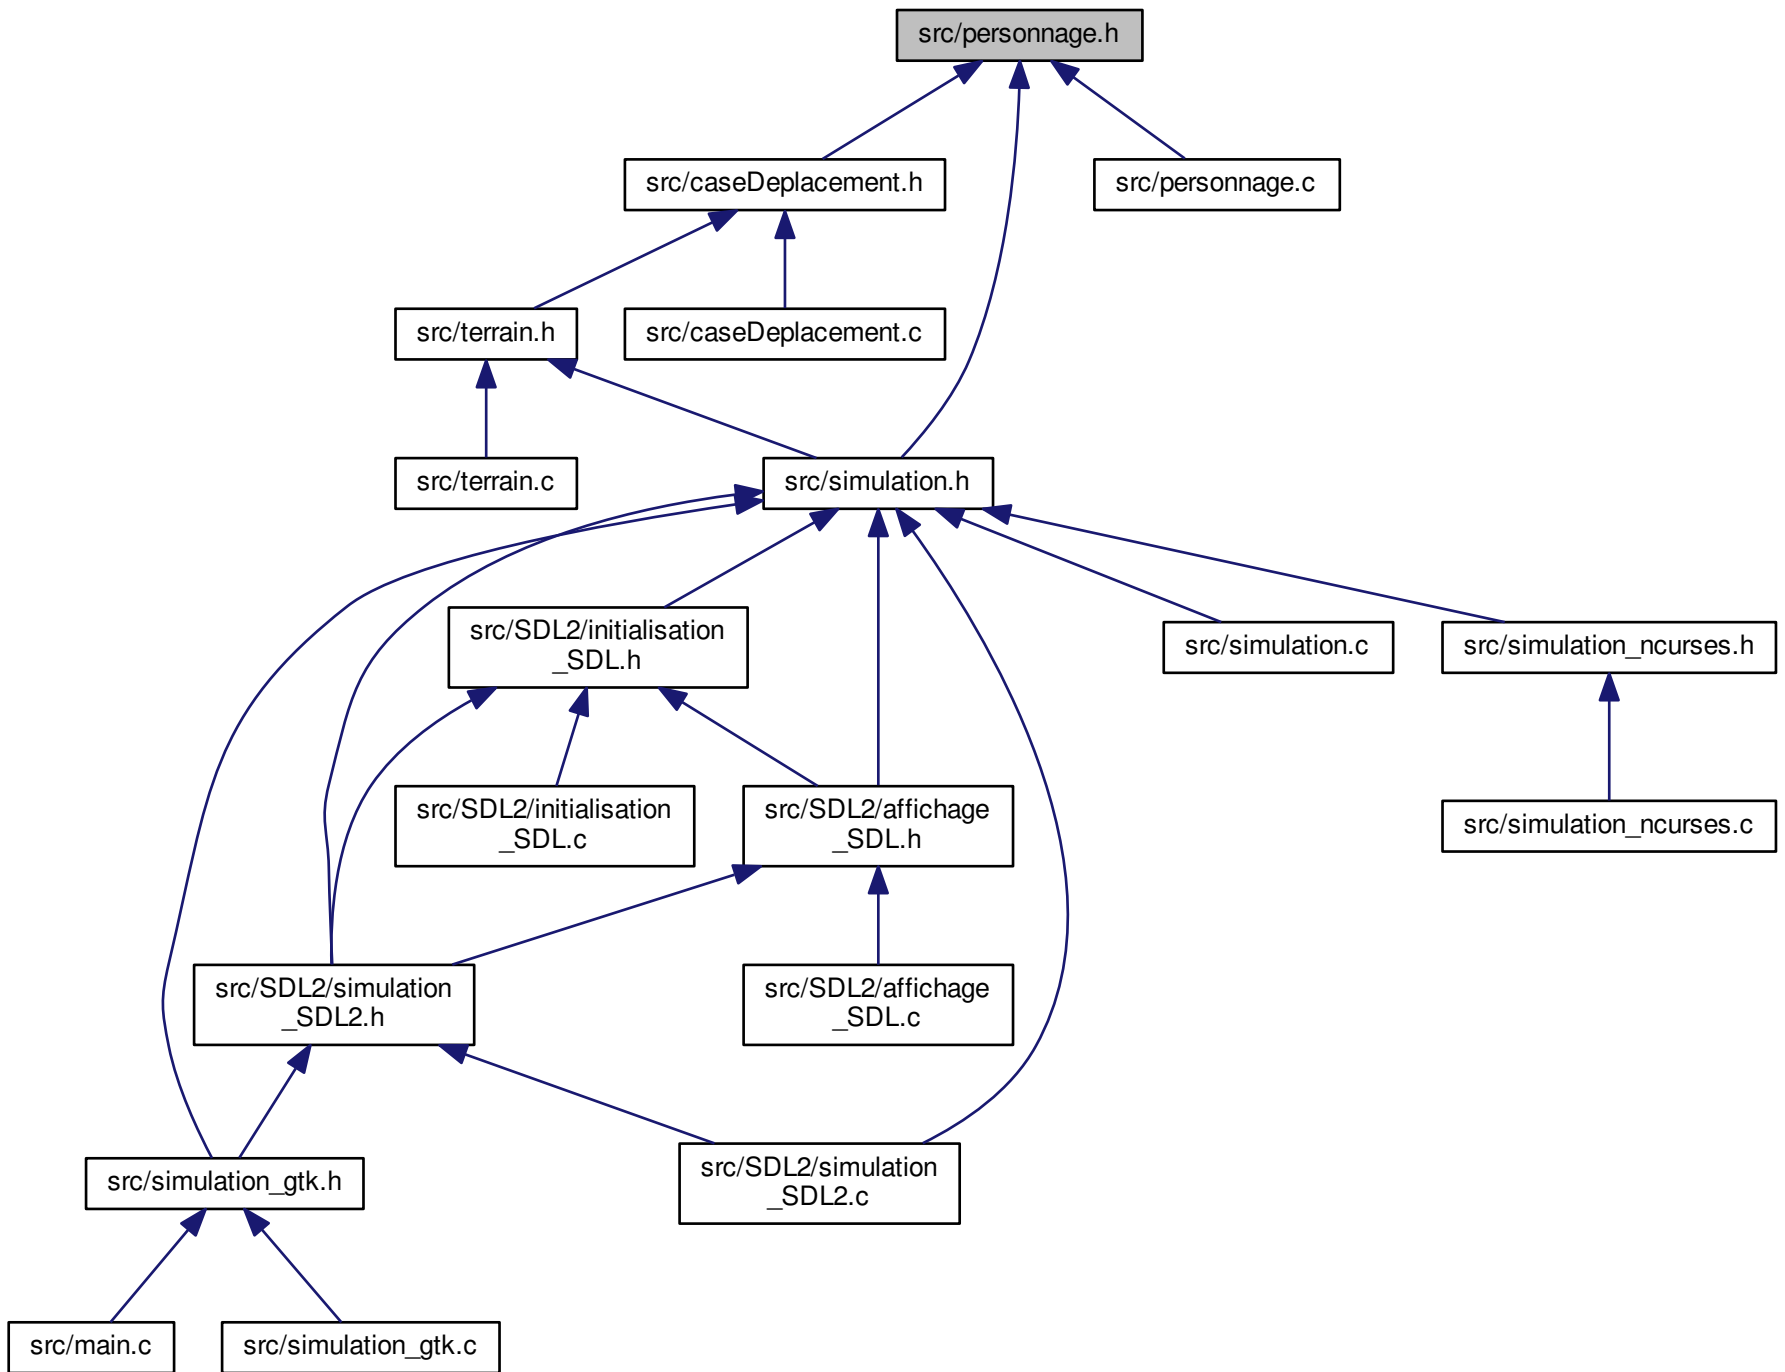 src/personnage.h
src/caseDeplacement.h
src/personnage.c
src/terrain.h
src/caseDeplacement.c
src/terrain.c
src/simulation.h
src/SDL2/initialisation
_SDL.h
src/simulation.c
src/simulation_ncurses.h
src/SDL2/initialisation
_SDL.c
src/SDL2/affichage
_SDL.h
src/simulation_ncurses.c
src/SDL2/simulation
_SDL2.h
src/SDL2/affichage
_SDL.c
src/simulation_gtk.h
src/SDL2/simulation
_SDL2.c
src/main.c
src/simulation_gtk.c